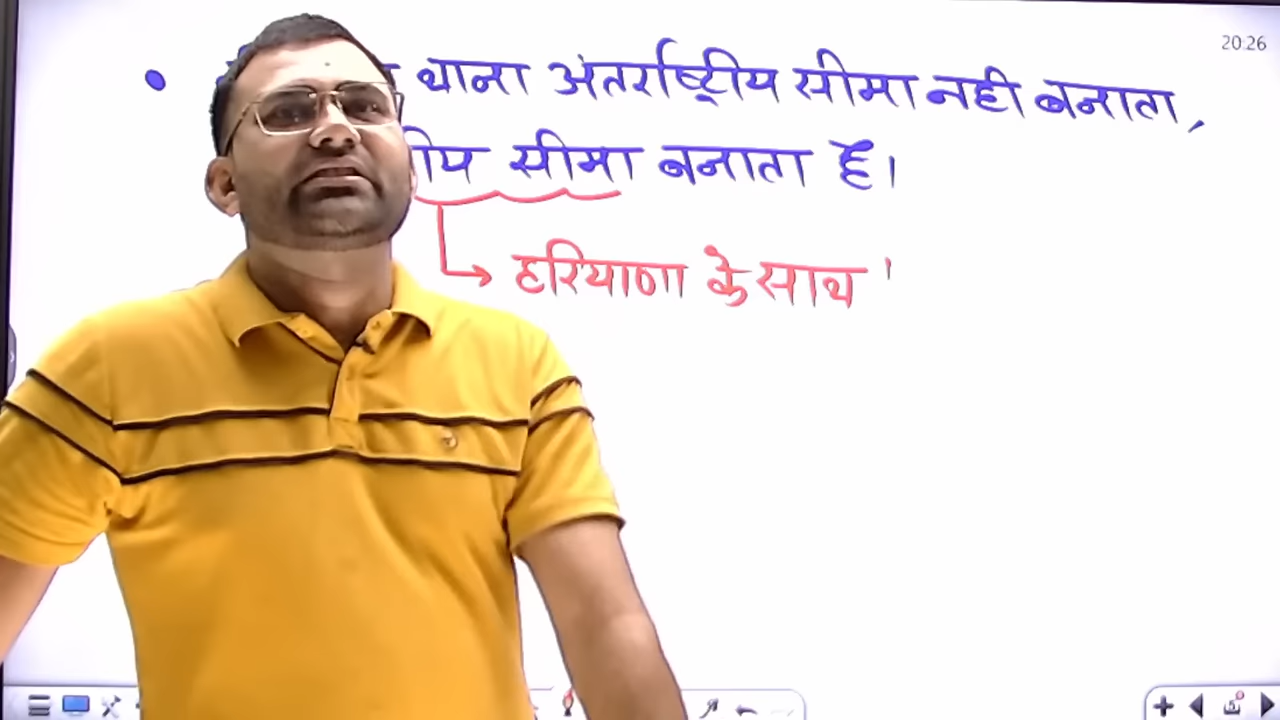 20:26
थाना अंतर्राष्ट्रीय सीमा नही बनाता,
सीमा बनाता है।
हरियाणा के साथ '